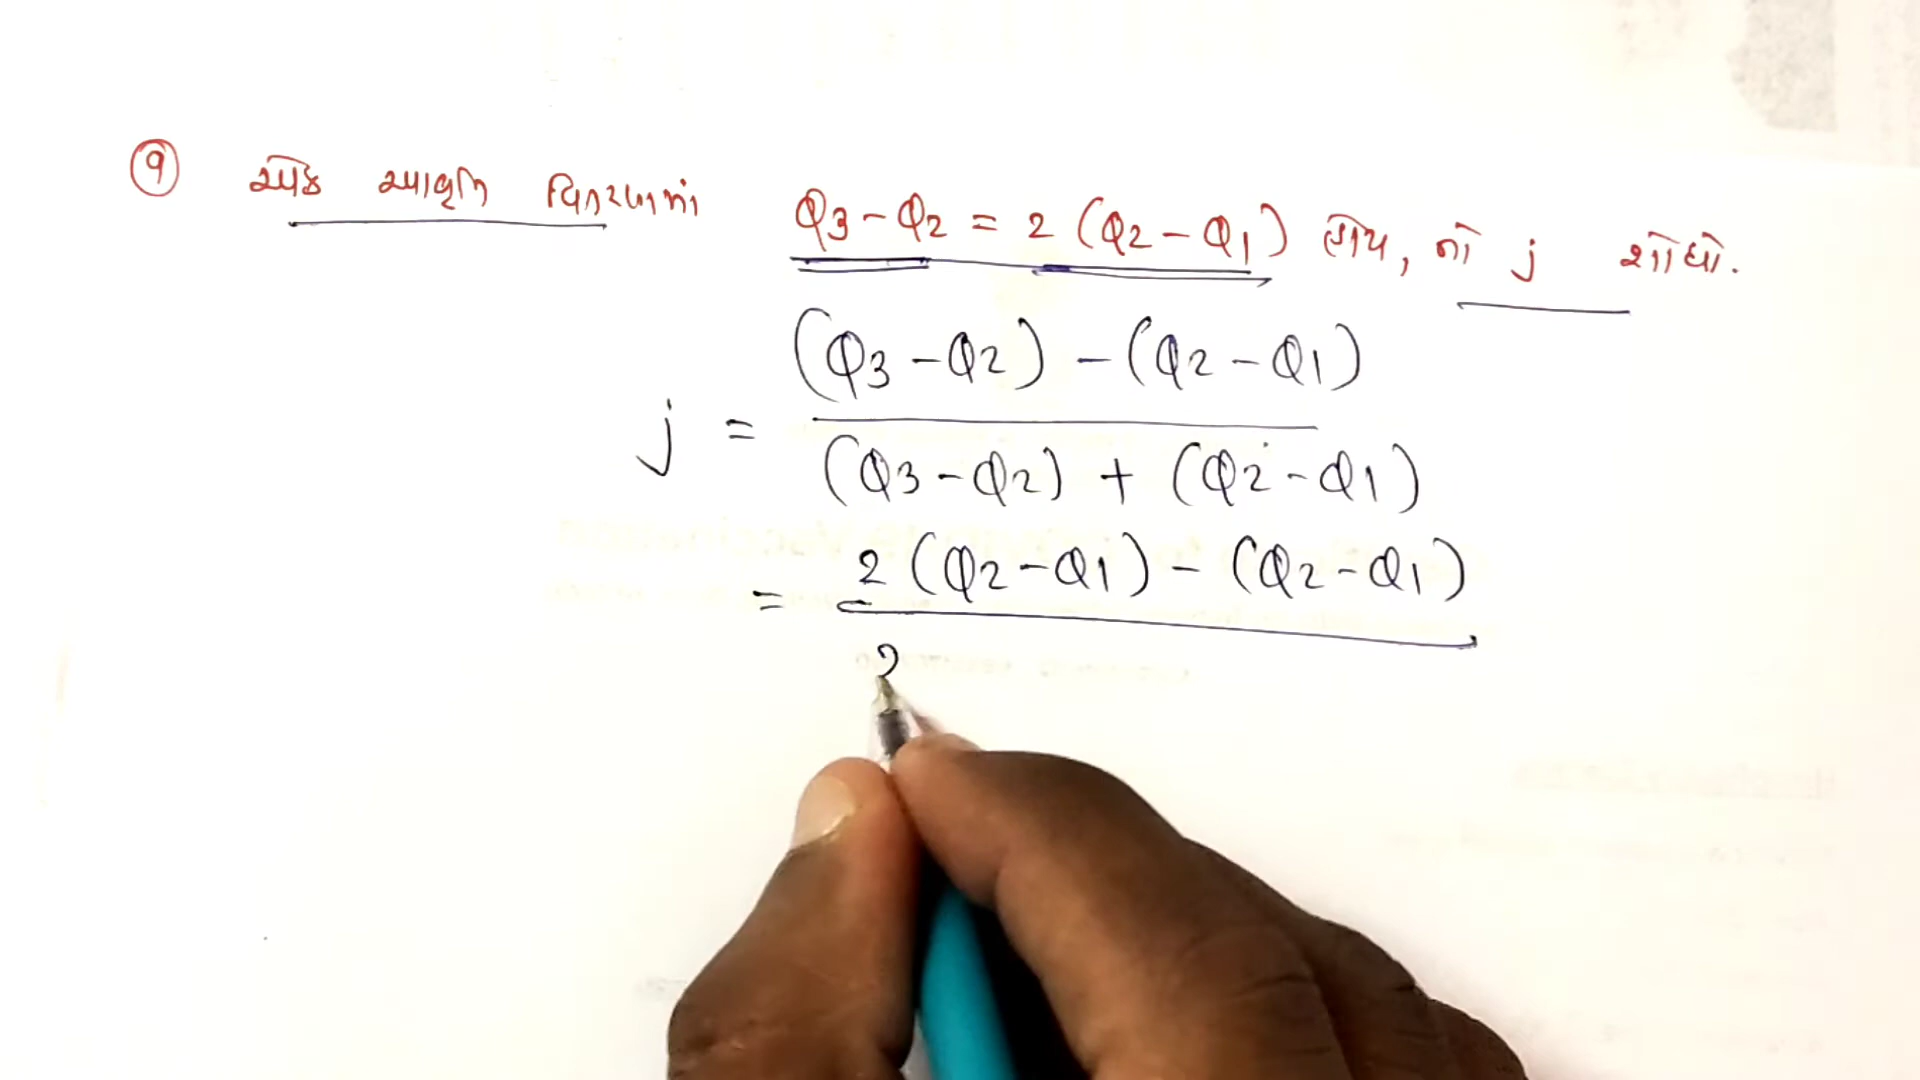 ૧ એક આવૃત્તિ વિતરણમાં Q3 - Q2 = 2 (Q2 - Q1) હોય, તો j શોધો.
(Q3 - Q2) - (Q2 - Q1)
j =
(Q3 - Q2) + (Q2 - Q1)
= 2 (Q2 - Q1) - (Q2 - Q1)
2